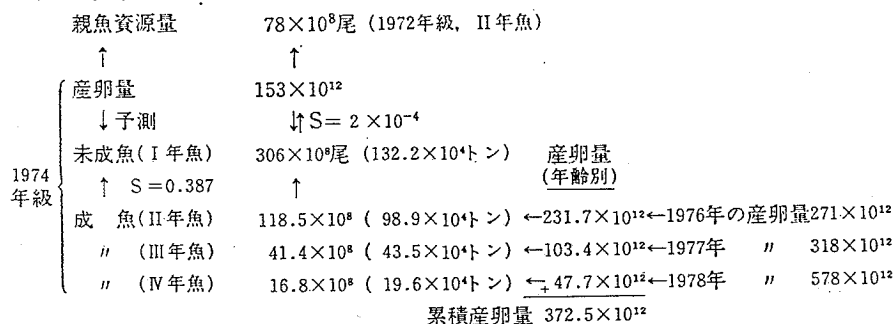 親魚資源量 78×10⁸尾 (1972年級, II年魚)
↑ ↑
産卵量 153×10¹²
↓予測 ↓↑S= 2 ×10⁻⁴
未成魚(I年魚) 306×10⁸尾 (132.2×10⁴トン) 産卵量
1974年級 ↑ S=0.387 ↑ (年齢別)
成 魚(II年魚) 118.5×10⁸ ( 98.9×10⁴トン) ←231.7×10¹²←1976年の産卵量271×10¹²
〃 (III年魚) 41.4×10⁸ ( 43.5×10⁴トン) ←103.4×10¹²←1977年 〃 318×10¹²
〃 (IV年魚) 16.8×10⁸ ( 19.6×10⁴トン) ←+ 47.7×10¹²←1978年 〃 578×10¹²
累積産卵量 372.5×10¹²